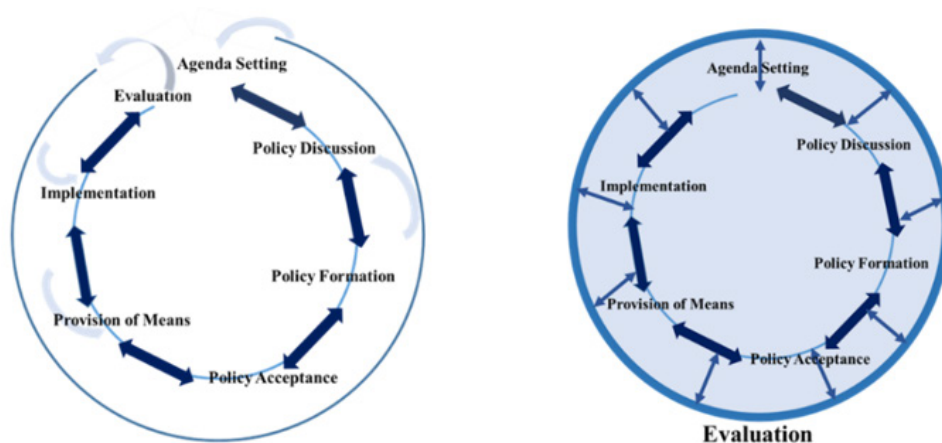 Agenda Setting
Evaluation
Policy Discussion
Implementation
Policy Formation
Provision of Means
Policy Acceptance
Agenda Setting
Policy Discussion
Implementation
Policy Formation
Provision of Means
Policy Acceptance
Evaluation